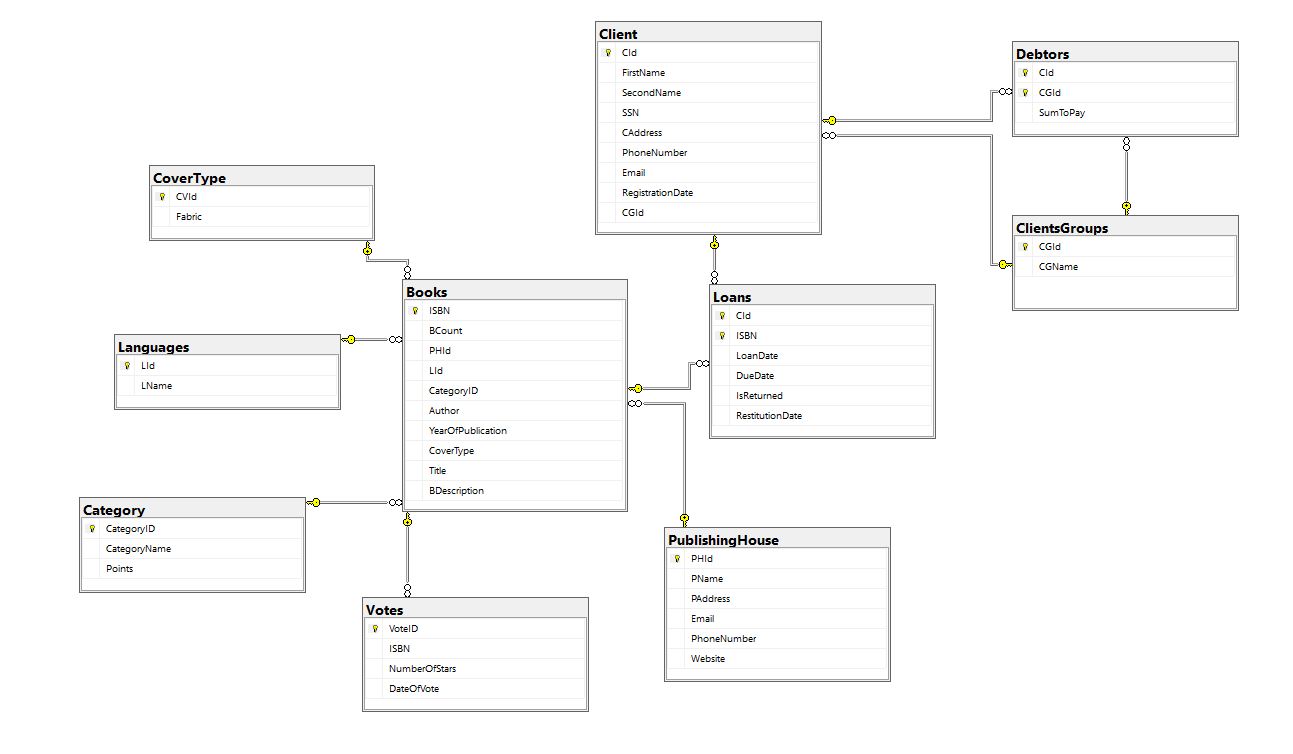 Client
CId
FirstName
SecondName
SSN
CAddress
PhoneNumber
Email
RegistrationDate
CGId
Debtors
CId
CGId
SumToPay
CoverType
CVId
Fabric
ClientsGroups
CGId
CGName
Books
ISBN
BCount
PHId
LId
CategoryID
Author
YearOfPublication
CoverType
Title
BDescription
Loans
CId
ISBN
LoanDate
DueDate
IsReturned
RestitutionDate
Languages
LId
LName
Category
CategoryID
CategoryName
Points
PublishingHouse
PHId
PName
PAddress
Email
PhoneNumber
Website
Votes
VoteID
ISBN
NumberOfStars
DateOfVote